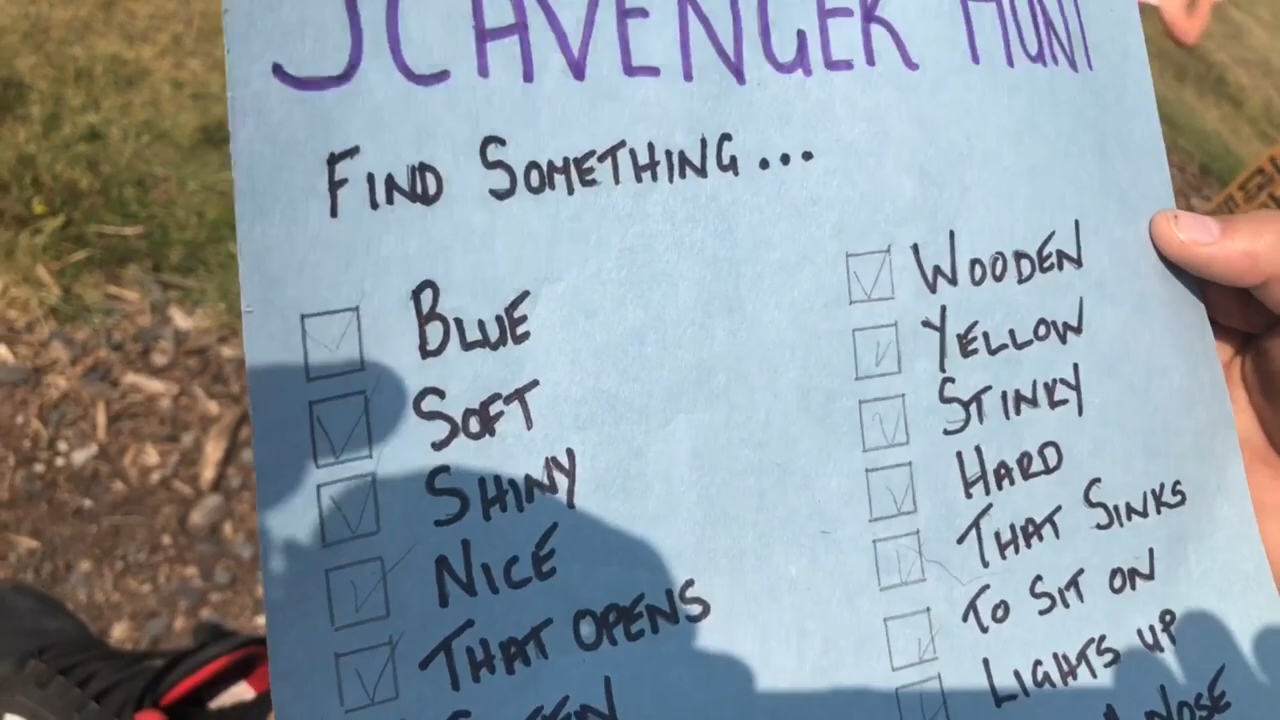 SCAVENGER HUNT
FIND SOMETHING...
BLUE
SOFT
SHINY
NICE
THAT OPENS
WOODEN
YELLOW
STINKY
HARD
THAT SINKS
TO SIT ON
LIGHTS UP
A NOSE